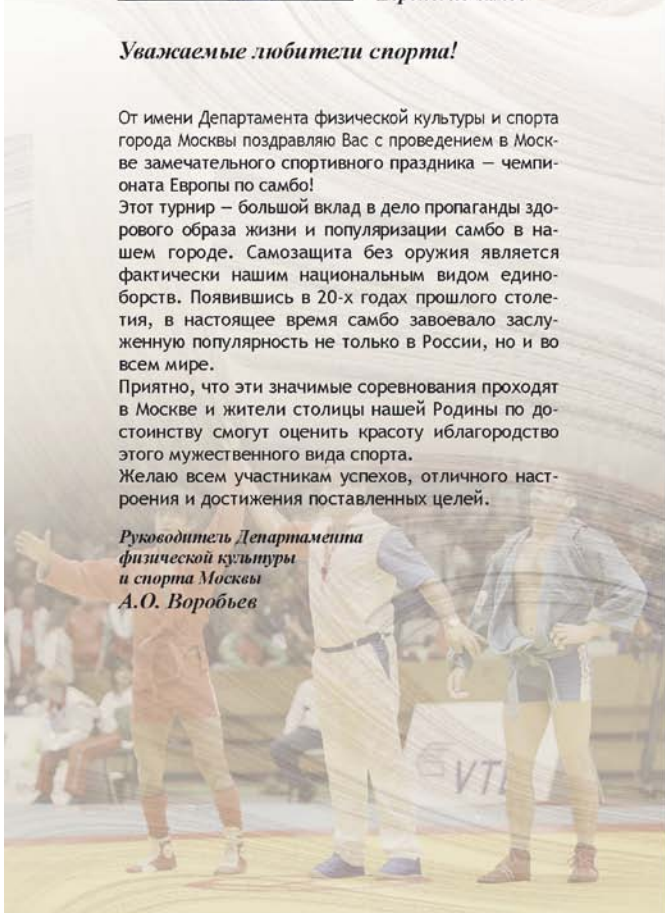 Уважаемые любители спорта!
От имени Департамента физической культуры и спорта
города Москвы поздравляю Вас с проведением в Моск-
ве замечательного спортивного праздника — чемпи-
оната Европы по самбо!
Этот турнир — большой вклад в дело пропаганды здо-
рового образа жизни и популяризации самбо в на-
шем городе. Самозащита без оружия является
фактически нашим национальным видом едино-
борств. Появившись в 20-х годах прошлого столе-
тия, в настоящее время самбо завоевало заслу-
женную популярность не только в России, но и во
всем мире.
Приятно, что эти значимые соревнования проходят
в Москве и жители столицы нашей Родины по до-
стоинству смогут оценить красоту иблагородство
этого мужественного вида спорта.
Желаю всем участникам успехов, отличного наст-
роения и достижения поставленных целей.
Руководитель Департамента
физической культуры
и спорта Москвы
А.О. Воробьев
VTB